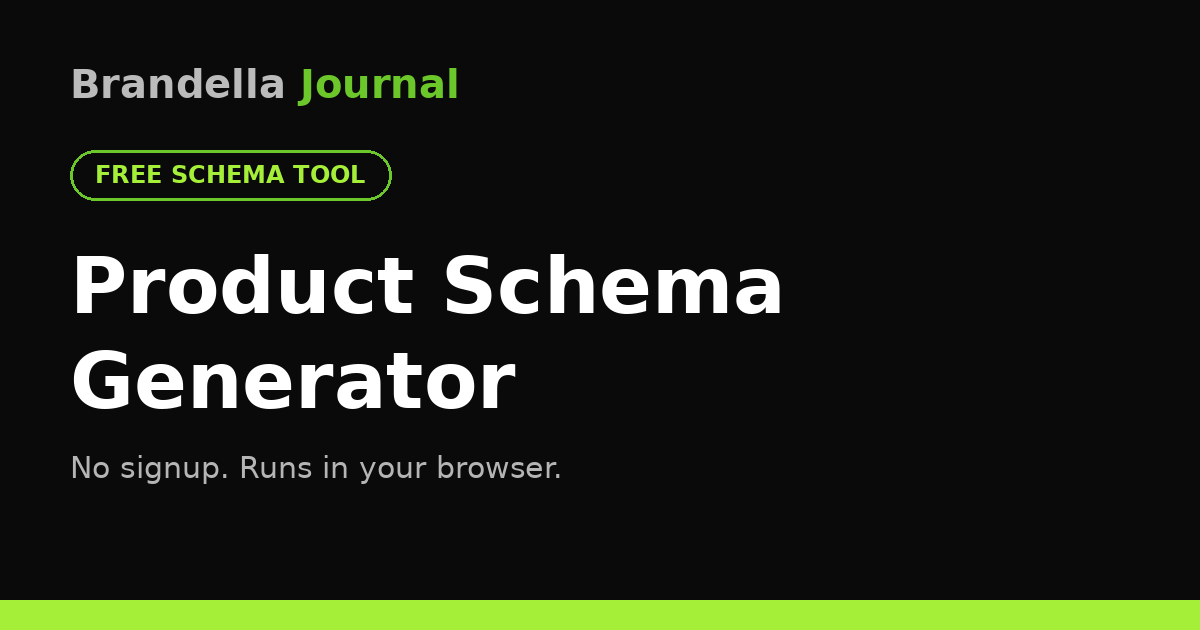 Brandella Journal
FREE SCHEMA TOOL
Product Schema
Generator
No signup. Runs in your browser.